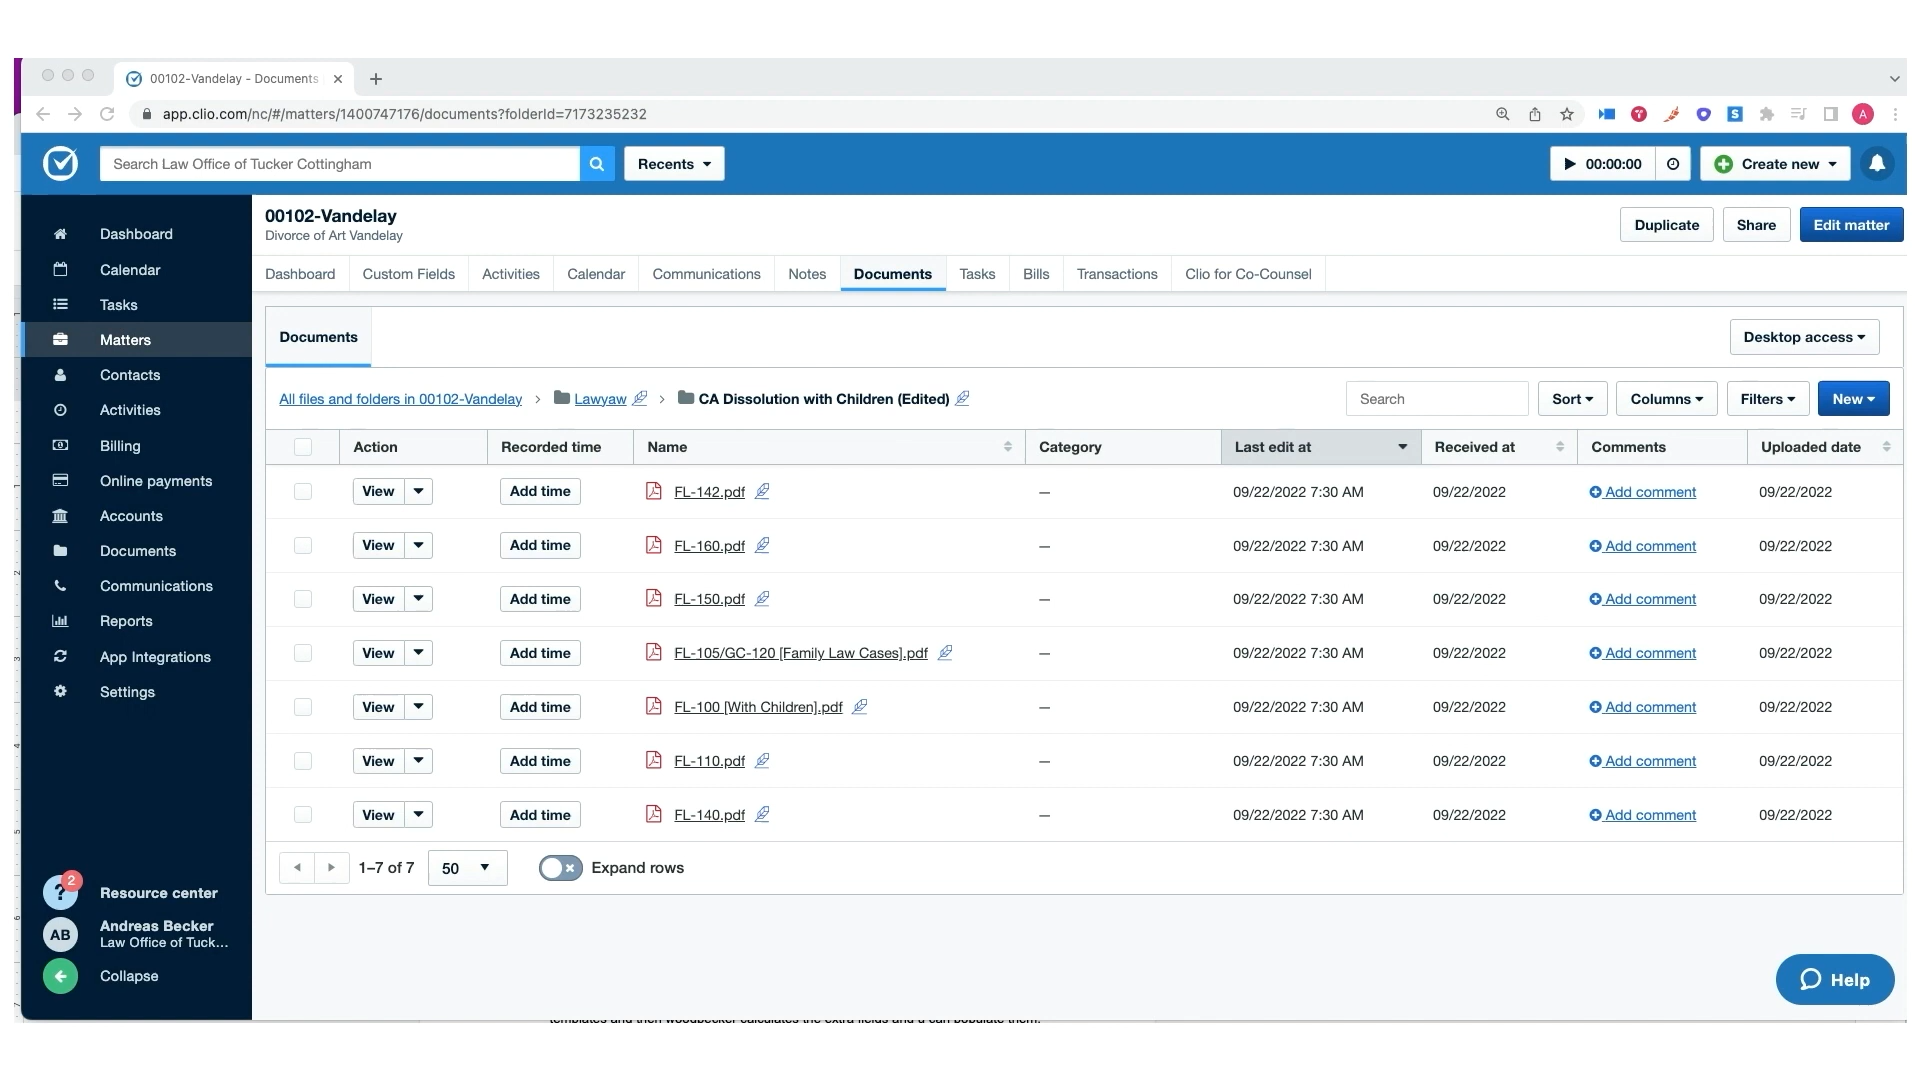 00102-Vandelay - Documents
app.clio.com/nc/#/matters/1400747176/documents?folderId=7173235232
S
A
Search Law Office of Tucker Cottingham
Recents
00:00:00
Create new
00102-Vandelay
Divorce of Art Vandelay
Duplicate
Share
Edit matter
Dashboard
Calendar
Tasks
Matters
Contacts
Activities
Billing
Online payments
Accounts
Documents
Communications
Reports
App Integrations
Settings
2
?
Resource center
AB
Andreas Becker
Law Office of Tuck...
Collapse
Dashboard Custom Fields Activities Calendar Communications Notes Documents Tasks Bills Transactions Clio for Co-Counsel
Documents
Desktop access
All files and folders in 00102-Vandelay > Lawyaw > CA Dissolution with Children (Edited)
Search Sort Columns Filters New
Action Recorded time Name Category Last edit at Received at Comments Uploaded date
View Add time FL-142.pdf — 09/22/2022 7:30 AM 09/22/2022 Add comment 09/22/2022
View Add time FL-160.pdf — 09/22/2022 7:30 AM 09/22/2022 Add comment 09/22/2022
View Add time FL-150.pdf — 09/22/2022 7:30 AM 09/22/2022 Add comment 09/22/2022
View Add time FL-105/GC-120 [Family Law Cases].pdf — 09/22/2022 7:30 AM 09/22/2022 Add comment 09/22/2022
View Add time FL-100 [With Children].pdf — 09/22/2022 7:30 AM 09/22/2022 Add comment 09/22/2022
View Add time FL-110.pdf — 09/22/2022 7:30 AM 09/22/2022 Add comment 09/22/2022
View Add time FL-140.pdf — 09/22/2022 7:30 AM 09/22/2022 Add comment 09/22/2022
1–7 of 7 50 Expand rows
Help